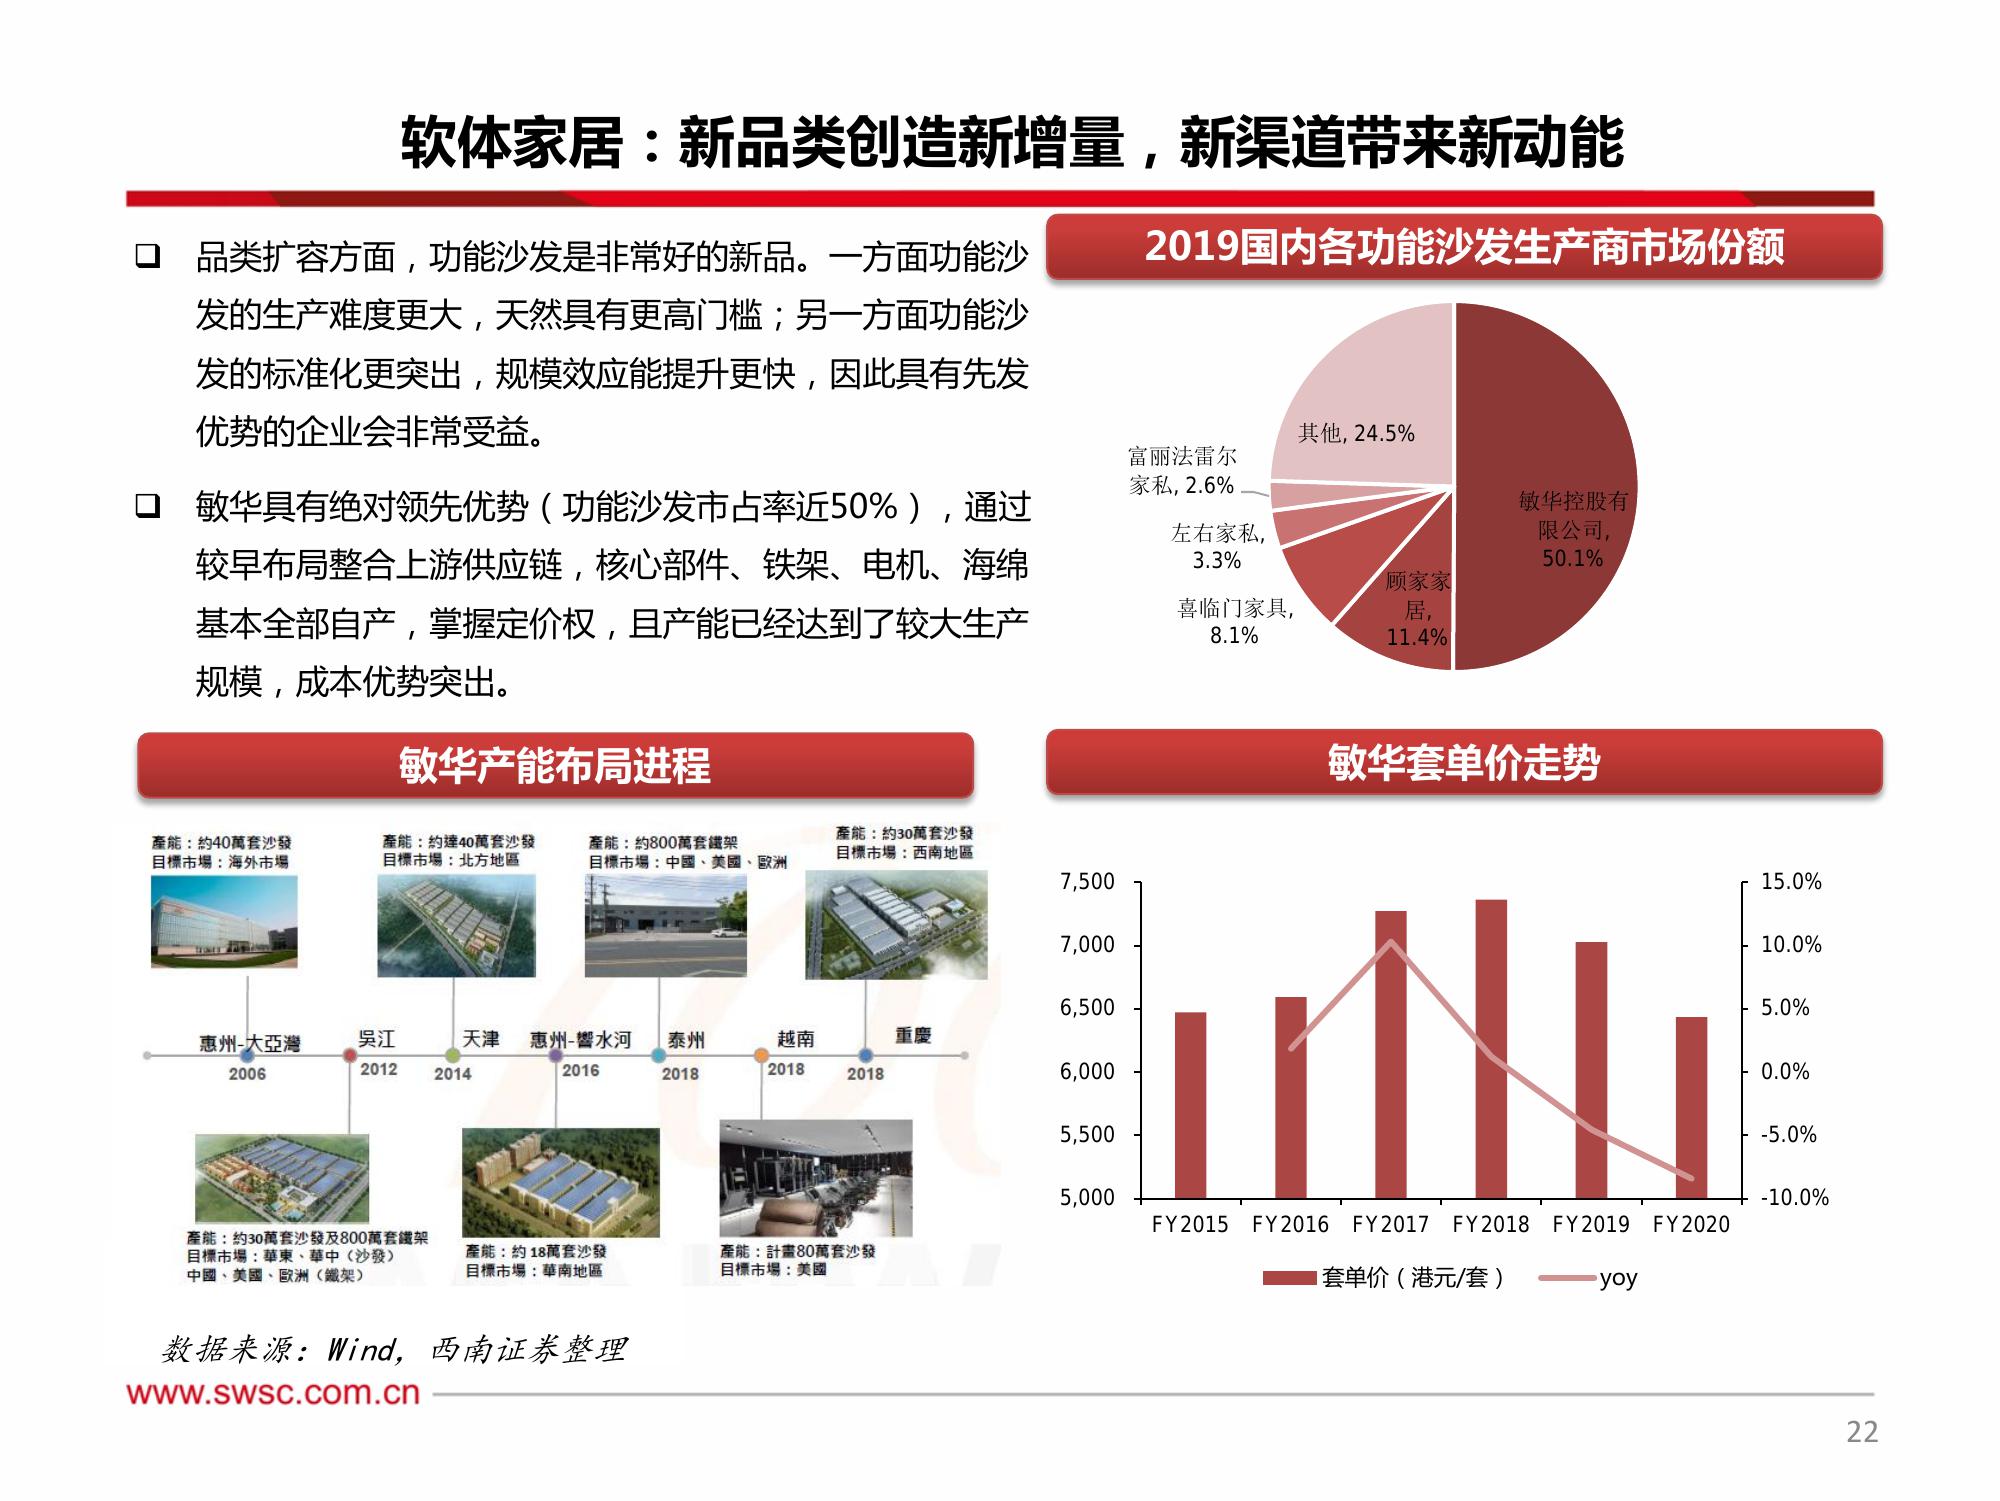 软体家居：新品类创造新增量，新渠道带来新动能
❑ 品类扩容方面，功能沙发是非常好的新品。一方面功能沙
发的生产难度更大，天然具有更高门槛；另一方面功能沙
发的标准化更突出，规模效应能提升更快，因此具有先发
优势的企业会非常受益。
❑ 敏华具有绝对领先优势（功能沙发市占率近50%），通过
较早布局整合上游供应链，核心部件、铁架、电机、海绵
基本全部自产，掌握定价权，且产能已经达到了较大生产
规模，成本优势突出。
2019国内各功能沙发生产商市场份额
其他, 24.5%
富丽法雷尔
家私, 2.6%
左右家私,
3.3%
喜临门家具,
8.1%
顾家家
居,
11.4%
敏华控股有
限公司,
50.1%
敏华产能布局进程
產能：約40萬套沙發
目標市場：海外市場
產能：約達40萬套沙發
目標市場：北方地區
產能：約800萬套鐵架
目標市場：中國、美國、歐洲
產能：約30萬套沙發
目標市場：西南地區
惠州-大亞灣
吳江
天津
惠州-響水河
泰州
越南
重慶
2006
2012
2014
2016
2018
2018
2018
產能：約30萬套沙發及800萬套鐵架
目標市場：華東、華中（沙發）
中國、美國、歐洲（鐵架）
產能：約 18萬套沙發
目標市場：華南地區
產能：計畫80萬套沙發
目標市場：美國
敏华套单价走势
7,500
7,000
6,500
6,000
5,500
5,000
15.0%
10.0%
5.0%
0.0%
-5.0%
-10.0%
FY2015 FY2016 FY2017 FY2018 FY2019 FY2020
套单价（港元/套） yoy
数据来源：Wind，西南证券整理
www.swsc.com.cn
22